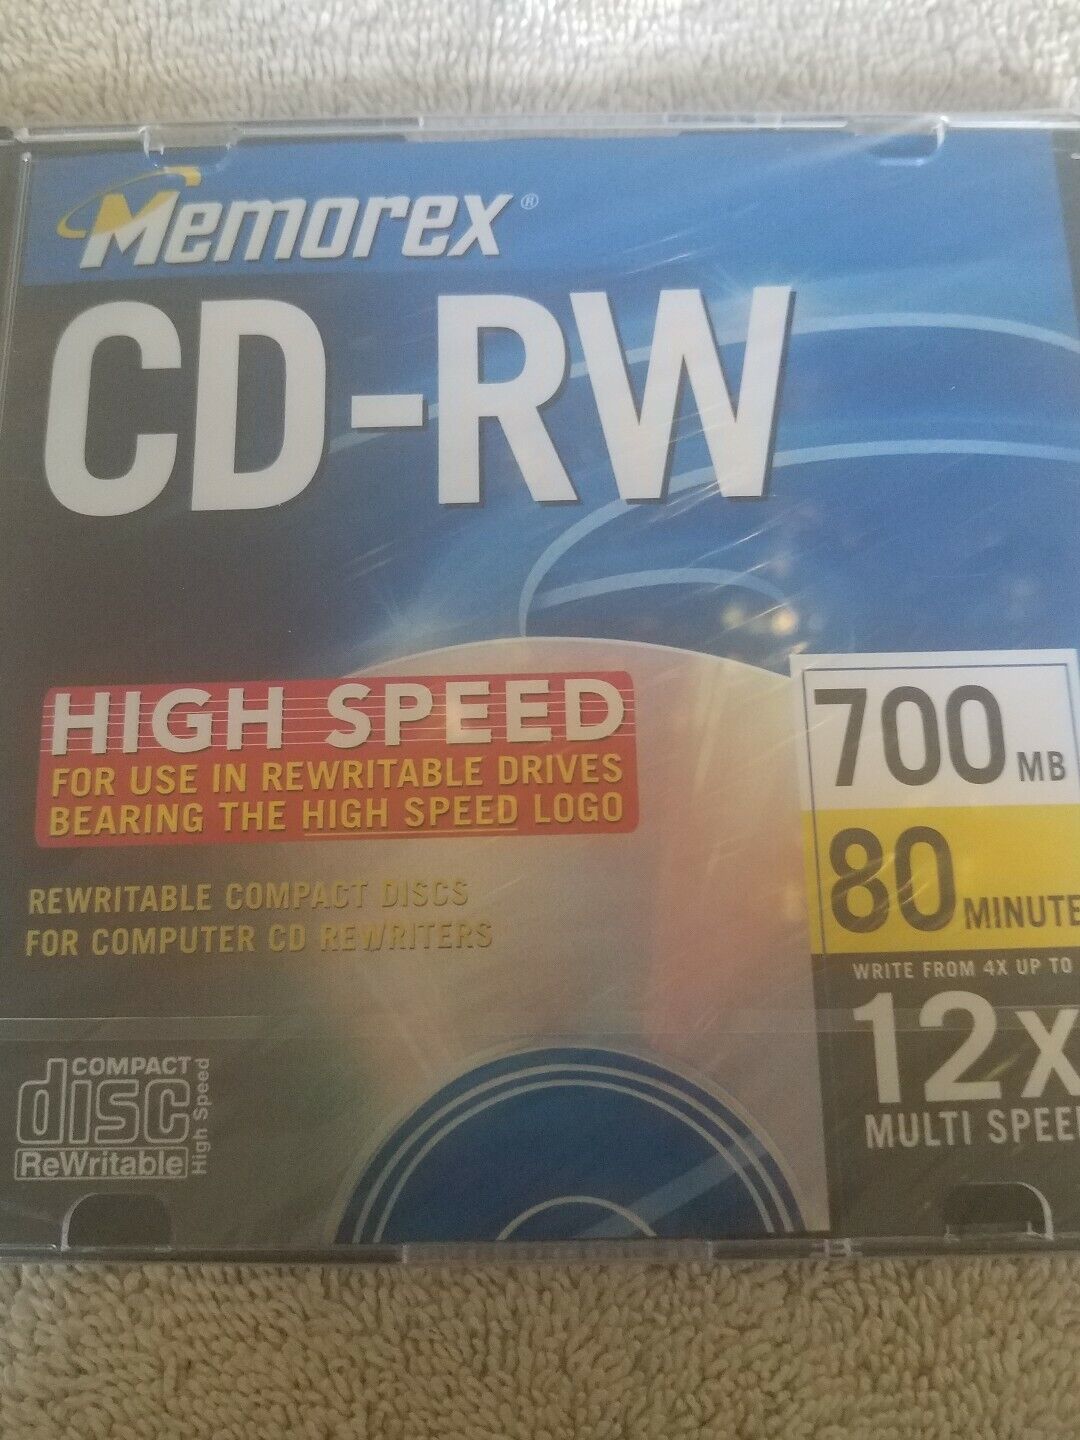 Memorex®
CD-RW
HIGH SPEED
FOR USE IN REWRITABLE DRIVES
BEARING THE HIGH SPEED LOGO
REWRITABLE COMPACT DISCS
FOR COMPUTER CD REWRITERS
700 MB
80 MINUTE
WRITE FROM 4X UP TO
12X
MULTI SPEE
COMPACT
disc
ReWritable
High Speed